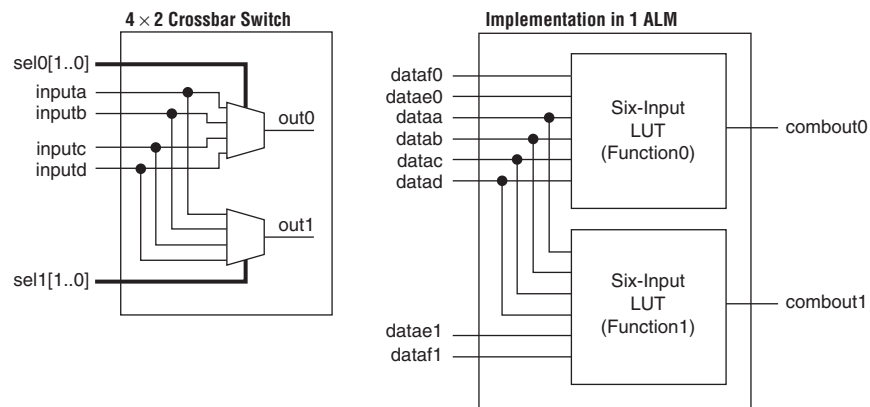 4 × 2 Crossbar Switch
sel0[1..0]
inputa
inputb
inputc
inputd
out0
out1
sel1[1..0]
Implementation in 1 ALM
dataf0
datae0
dataa
datab
datac
datad
Six-Input
LUT
(Function0)
combout0
Six-Input
LUT
(Function1)
combout1
datae1
dataf1